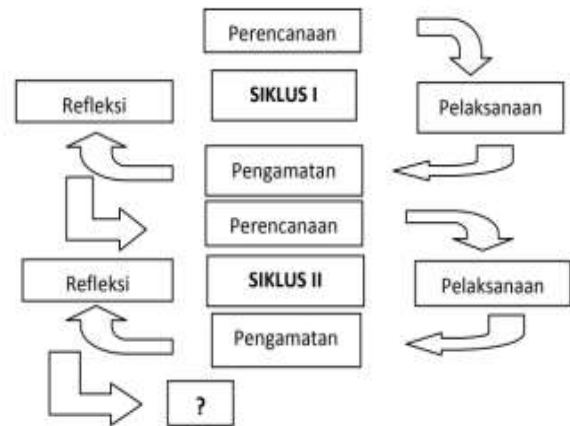 Perencanaan
SIKLUS I
Refleksi
Pelaksanaan
Pengamatan
Perencanaan
Refleksi
SIKLUS II
Pelaksanaan
Pengamatan
?